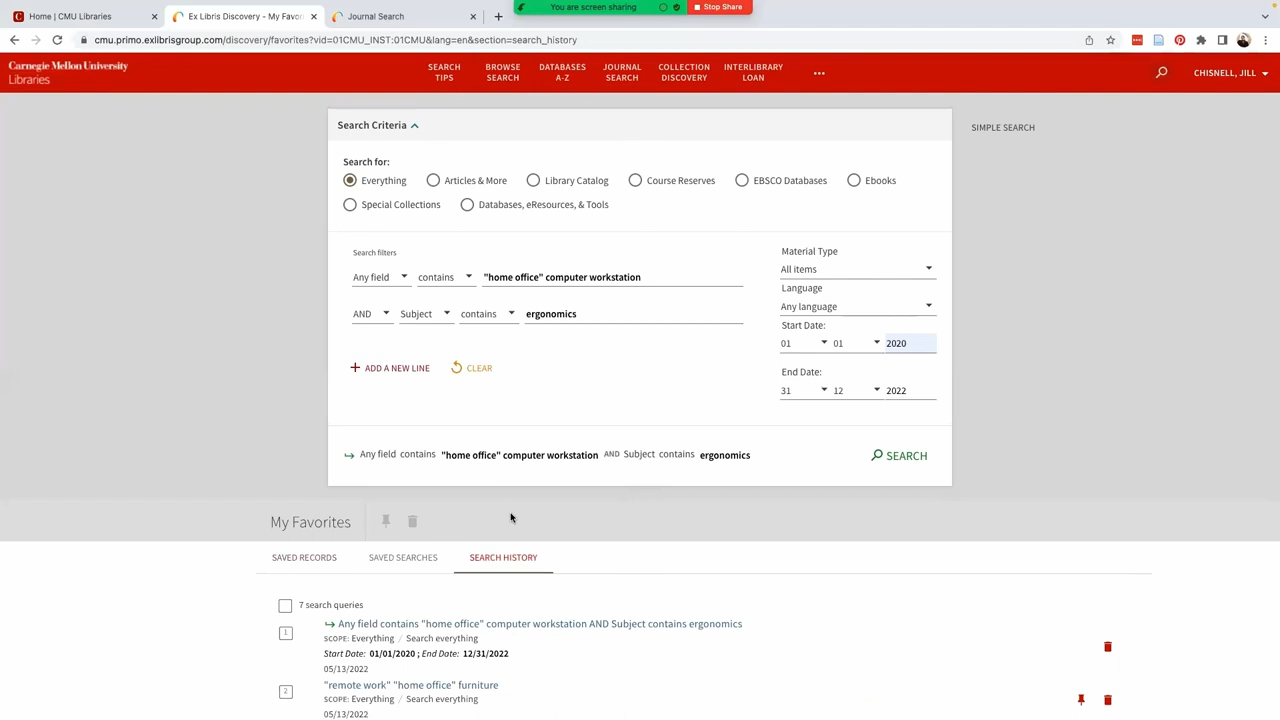 Home | CMU Libraries
Ex Libris Discovery - My Favor
Journal Search
You are screen sharing
Stop Share
cmu.primo.exlibrisgroup.com/discovery/favorites?vid=01CMU_INST:01CMU&lang=en&section=search_history
Carnegie Mellon University
Libraries
SEARCH TIPS
BROWSE SEARCH
DATABASES A-Z
JOURNAL SEARCH
COLLECTION DISCOVERY
INTERLIBRARY LOAN
CHISNELL, JILL
Search Criteria
SIMPLE SEARCH
Search for:
Everything Articles & More Library Catalog Course Reserves EBSCO Databases Ebooks
Special Collections Databases, eResources, & Tools
Search filters
Any field contains "home office" computer workstation
AND Subject contains ergonomics
+ ADD A NEW LINE CLEAR
Material Type
All items
Language
Any language
Start Date:
01 01 2020
End Date:
31 12 2022
Any field contains "home office" computer workstation AND Subject contains ergonomics
SEARCH
My Favorites
SAVED RECORDS SAVED SEARCHES SEARCH HISTORY
7 search queries
1
Any field contains "home office" computer workstation AND Subject contains ergonomics
SCOPE: Everything / Search everything
Start Date: 01/01/2020 ; End Date: 12/31/2022
05/13/2022
2
"remote work" "home office" furniture
SCOPE: Everything / Search everything
05/13/2022